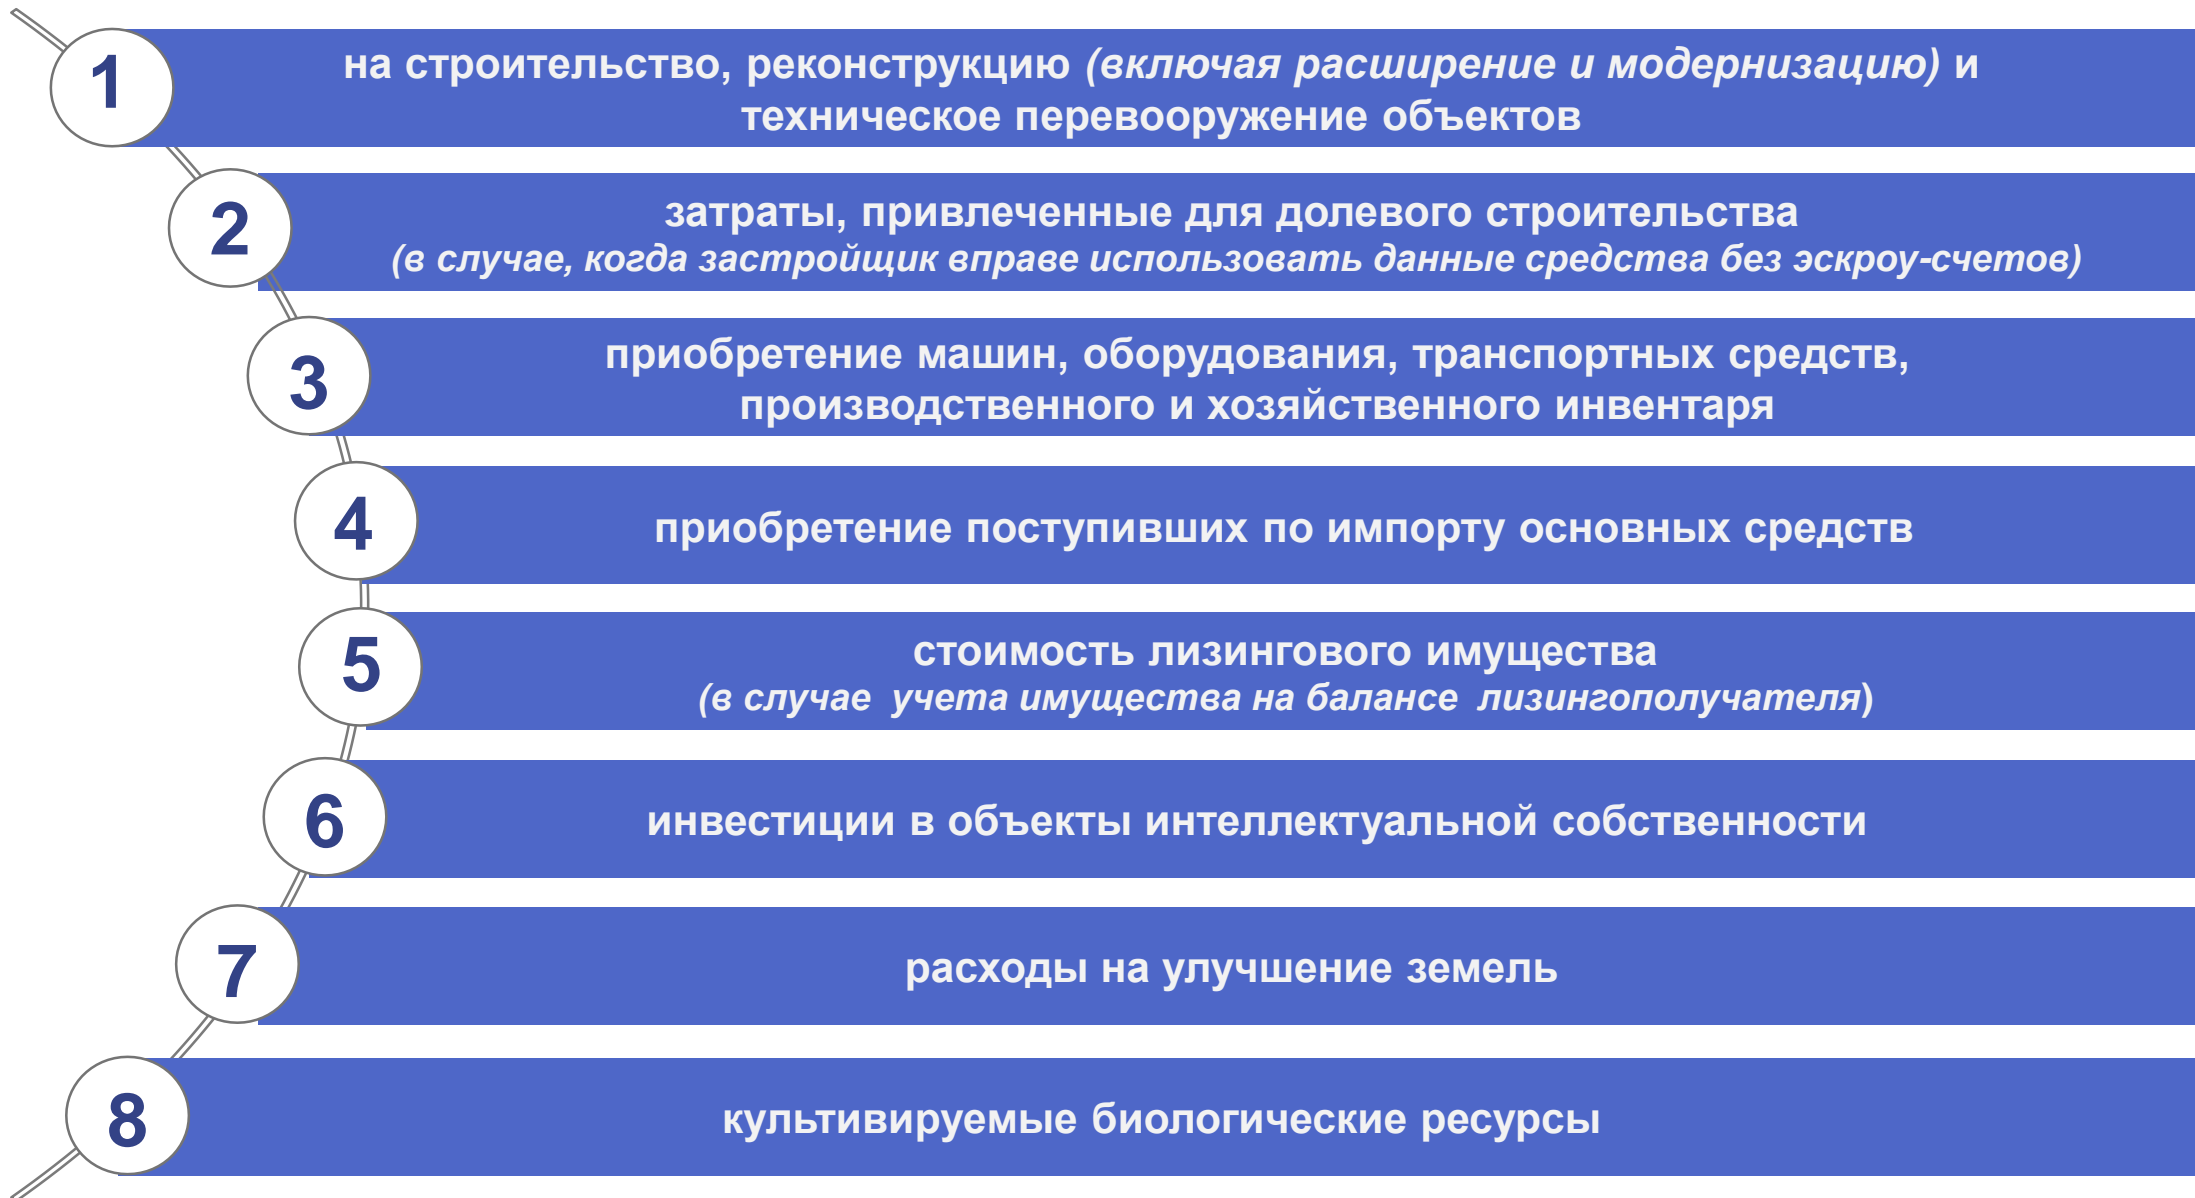 1
на строительство, реконструкцию (включая расширение и модернизацию) и
техническое перевооружение объектов
2
затраты, привлеченные для долевого строительства
(в случае, когда застройщик вправе использовать данные средства без эскроу-счетов)
3
приобретение машин, оборудования, транспортных средств,
производственного и хозяйственного инвентаря
4
приобретение поступивших по импорту основных средств
5
стоимость лизингового имущества
(в случае учета имущества на балансе лизингополучателя)
6
инвестиции в объекты интеллектуальной собственности
7
расходы на улучшение земель
8
культивируемые биологические ресурсы